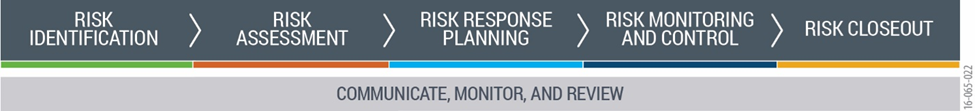 RISK
IDENTIFICATION
RISK
ASSESSMENT
RISK RESPONSE
PLANNING
RISK MONITORING
AND CONTROL
RISK CLOSEOUT
COMMUNICATE, MONITOR, AND REVIEW
16-065-022